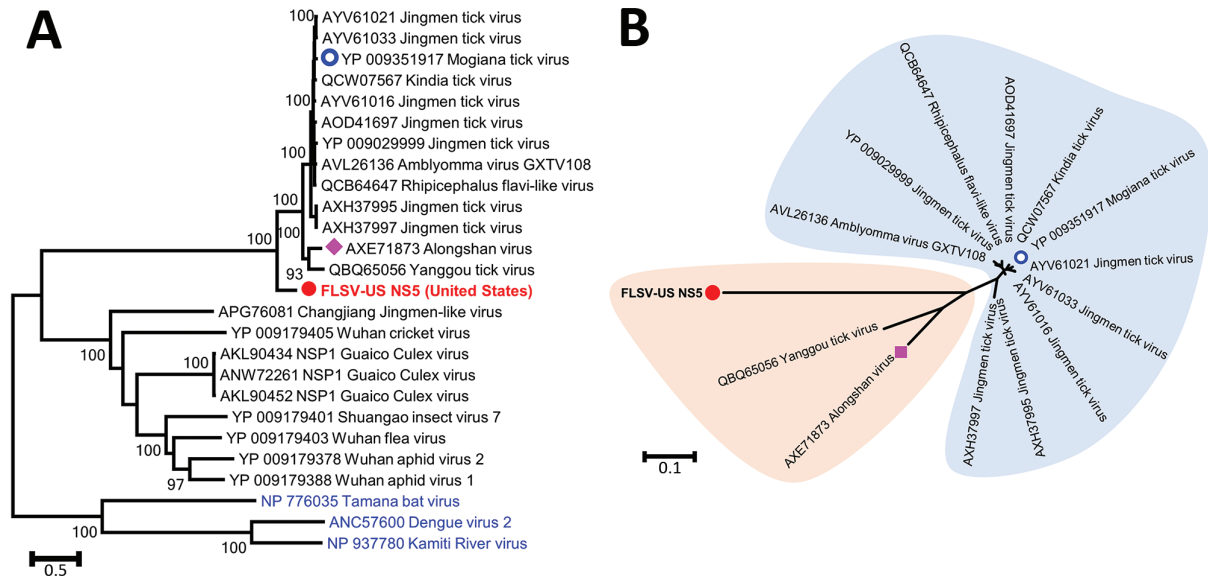 A
100
AYV61021 Jingmen tick virus
AYV61033 Jingmen tick virus
YP 009351917 Mogiana tick virus
QCW07567 Kindia tick virus
100
AYV61016 Jingmen tick virus
AOD41697 Jingmen tick virus
YP 009029999 Jingmen tick virus
100
AVL26136 Amblyomma virus GXTV108
QCB64647 Rhipicephalus flavi-like virus
100
AXH37995 Jingmen tick virus
AXH37997 Jingmen tick virus
100
100
AXE71873 Alongshan virus
93
QBQ65056 Yanggou tick virus
FLSV-US NS5 (United States)
APG76081 Changjiang Jingmen-like virus
YP 009179405 Wuhan cricket virus
100
AKL90434 NSP1 Guaico Culex virus
100
ANW72261 NSP1 Guaico Culex virus
AKL90452 NSP1 Guaico Culex virus
YP 009179401 Shuangao insect virus 7
YP 009179403 Wuhan flea virus
100
YP 009179378 Wuhan aphid virus 2
97
YP 009179388 Wuhan aphid virus 1
NP 776035 Tamana bat virus
100
ANC57600 Dengue virus 2
100
NP 937780 Kamiti River virus
0.5
B
QCB64647 Rhipicephalus flavi-like virus
AOD41697 Jingmen tick virus
QCW07567 Kindia tick virus
YP 009029999 Jingmen tick virus
YP 009351917 Mogiana tick virus
AVL26136 Amblyomma virus GXTV108
AYV61021 Jingmen tick virus
AYV61033 Jingmen tick virus
AYV61016 Jingmen tick virus
AXH37995 Jingmen tick virus
AXH37997 Jingmen tick virus
FLSV-US NS5
QBQ65056 Yanggou tick virus
AXE71873 Alongshan virus
0.1